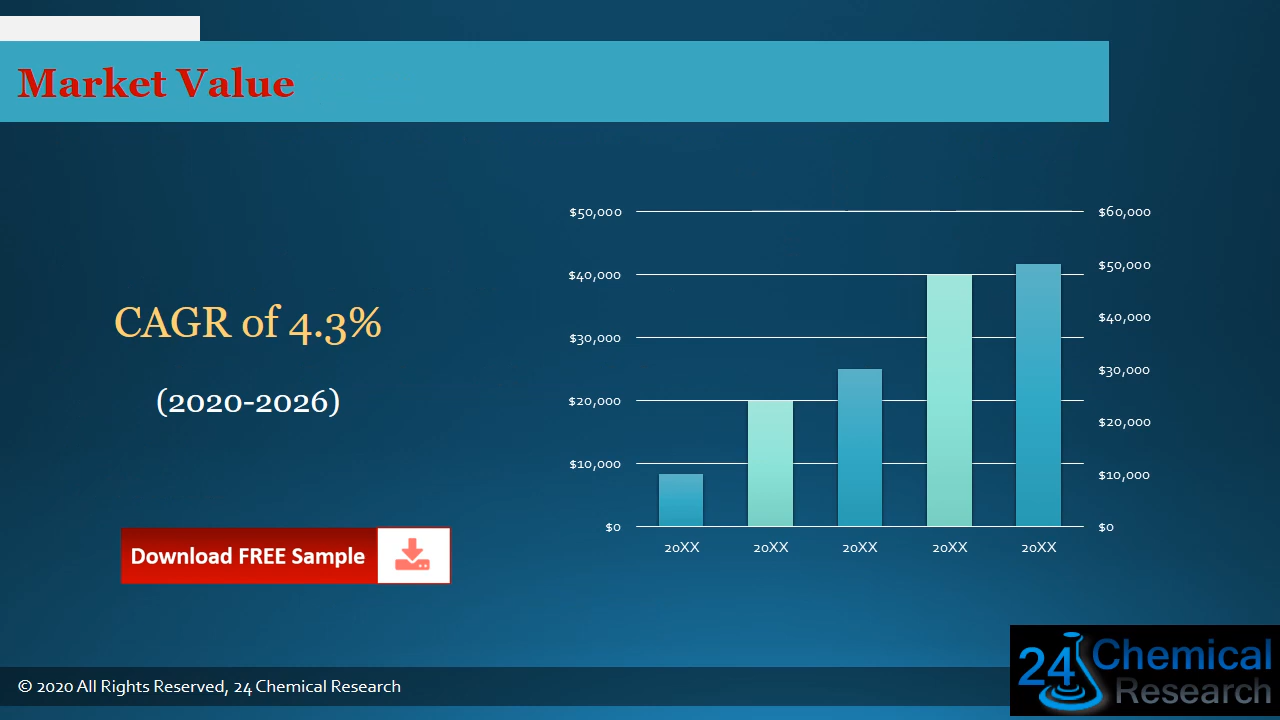 Market Value
CAGR of 4.3%
(2020-2026)
Download FREE Sample
$50,000
$40,000
$30,000
$20,000
$10,000
$0
$60,000
$50,000
$40,000
$30,000
$20,000
$10,000
$0
20XX 20XX 20XX 20XX 20XX
© 2020 All Rights Reserved, 24 Chemical Research
24 Chemical
Research